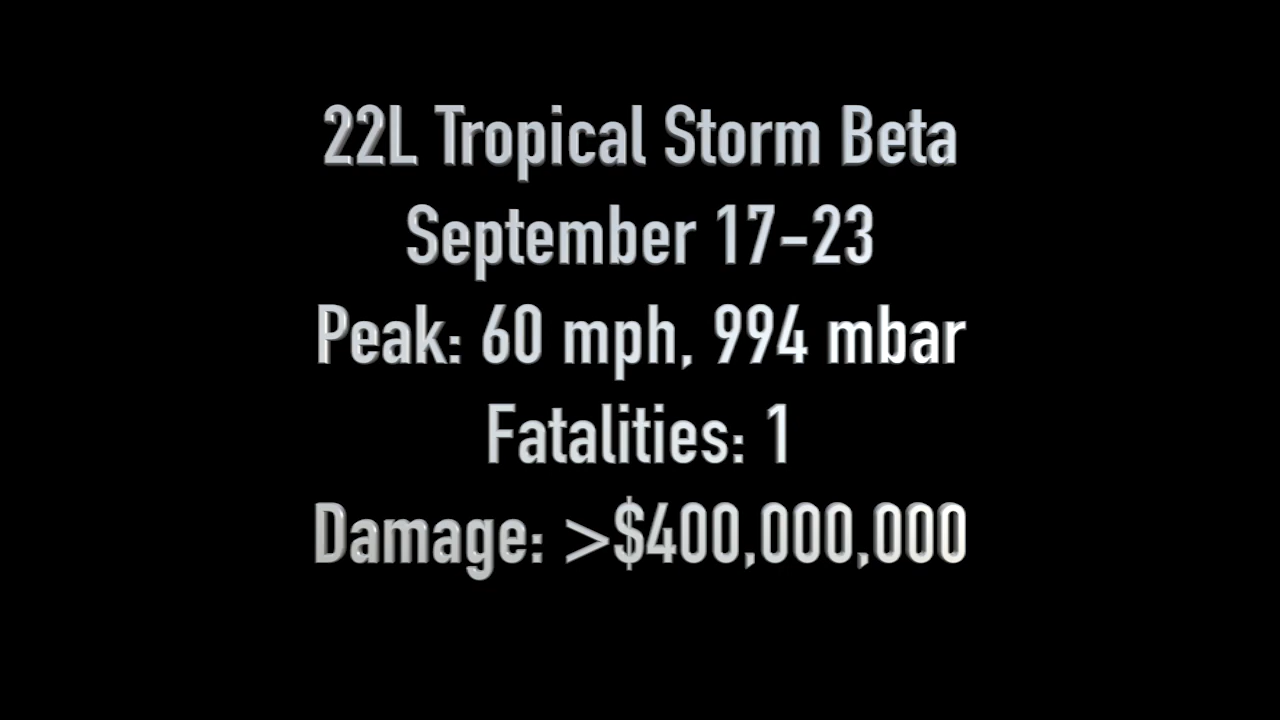 22L Tropical Storm Beta
September 17-23
Peak: 60 mph, 994 mbar
Fatalities: 1
Damage: >$400,000,000